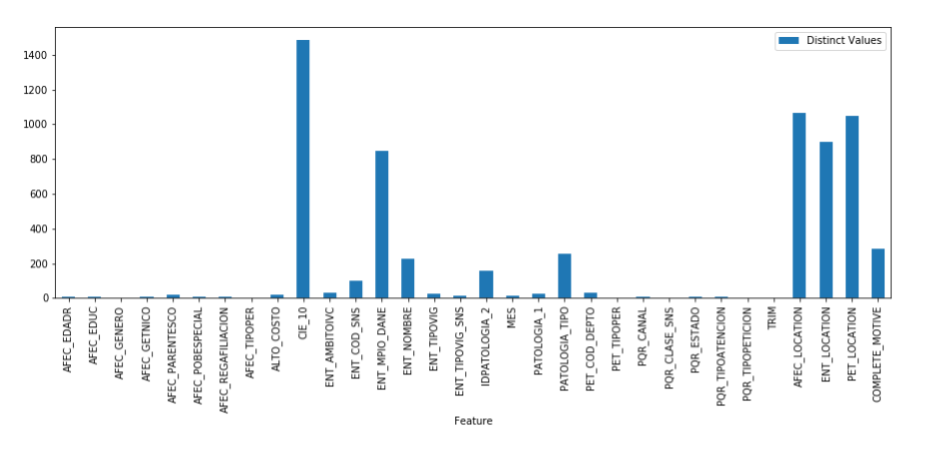 Distinct Values
1400
1200
1000
800
600
400
200
0
AFEC_EDADR
AFEC_EDUC
AFEC_GENERO
AFEC_GETNICO
AFEC_PARENTESCO
AFEC_POBESPECIAL
AFEC_REGAFILIACION
AFEC_TIPOPER
ALTO_COSTO
CIE_10
ENT_AMBITOIVC
ENT_COD_SNS
ENT_MPIO_DANE
ENT_NOMBRE
ENT_TIPOVIG
ENT_TIPOVIG_SNS
IDPATOLOGIA_2
MES
PATOLOGIA_1
PATOLOGIA_TIPO
PET_COD_DEPTO
PET_TIPOPER
PQR_CANAL
PQR_CLASE_SNS
PQR_ESTADO
PQR_TIPOATENCION
PQR_TIPOPETICION
TRIM
AFEC_LOCATION
ENT_LOCATION
PET_LOCATION
COMPLETE_MOTIVE
Feature